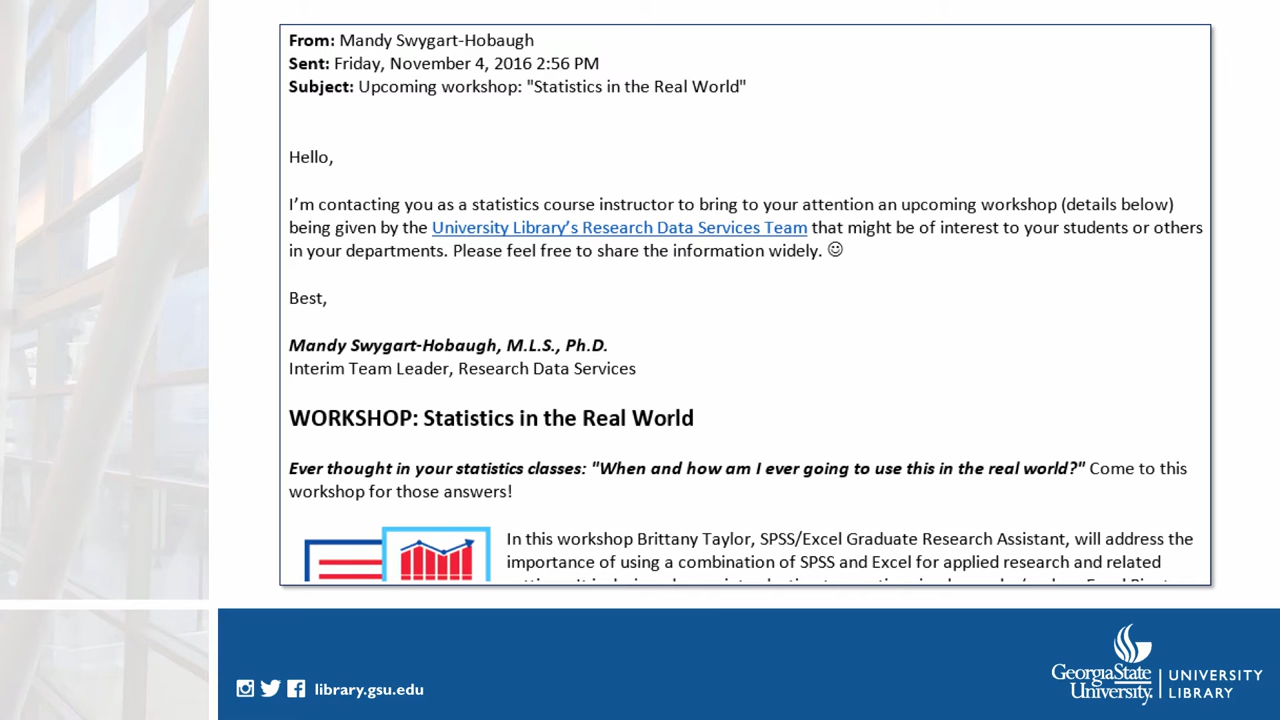 From: Mandy Swygart-Hobaugh
Sent: Friday, November 4, 2016 2:56 PM
Subject: Upcoming workshop: "Statistics in the Real World"
Hello,
I'm contacting you as a statistics course instructor to bring to your attention an upcoming workshop (details below)
being given by the University Library's Research Data Services Team that might be of interest to your students or others
in your departments. Please feel free to share the information widely. ☺
Best,
Mandy Swygart-Hobaugh, M.L.S., Ph.D.
Interim Team Leader, Research Data Services
WORKSHOP: Statistics in the Real World
Ever thought in your statistics classes: "When and how am I ever going to use this in the real world?" Come to this
workshop for those answers!
In this workshop Brittany Taylor, SPSS/Excel Graduate Research Assistant, will address the
importance of using a combination of SPSS and Excel for applied research and related
library.gsu.edu
GeorgiaState
University.
UNIVERSITY
LIBRARY